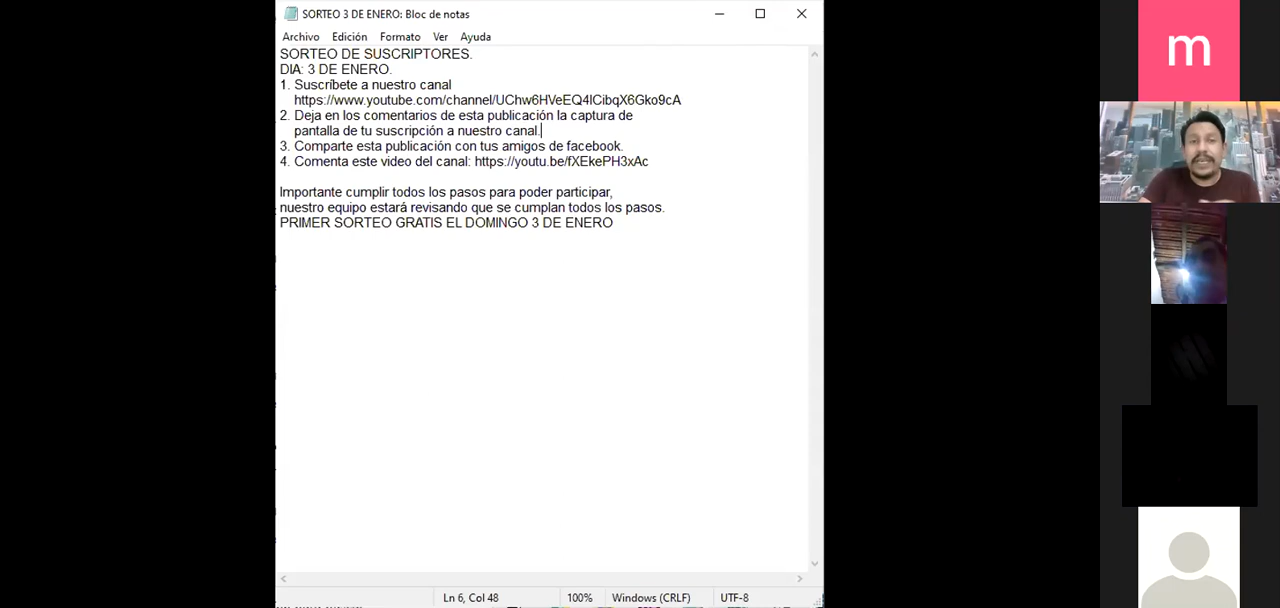 SORTEO 3 DE ENERO: Bloc de notas
Archivo Edición Formato Ver Ayuda
SORTEO DE SUSCRIPTORES.
DIA: 3 DE ENERO.
1. Suscríbete a nuestro canal
https://www.youtube.com/channel/UChw6HVeEQ4lCibqX6Gko9cA
2. Deja en los comentarios de esta publicación la captura de
pantalla de tu suscripción a nuestro canal.
3. Comparte esta publicación con tus amigos de facebook.
4. Comenta este video del canal: https://youtu.be/fXEkePH3xAc
Importante cumplir todos los pasos para poder participar,
nuestro equipo estará revisando que se cumplan todos los pasos.
PRIMER SORTEO GRATIS EL DOMINGO 3 DE ENERO
Ln 6, Col 48 100% Windows (CRLF) UTF-8
m